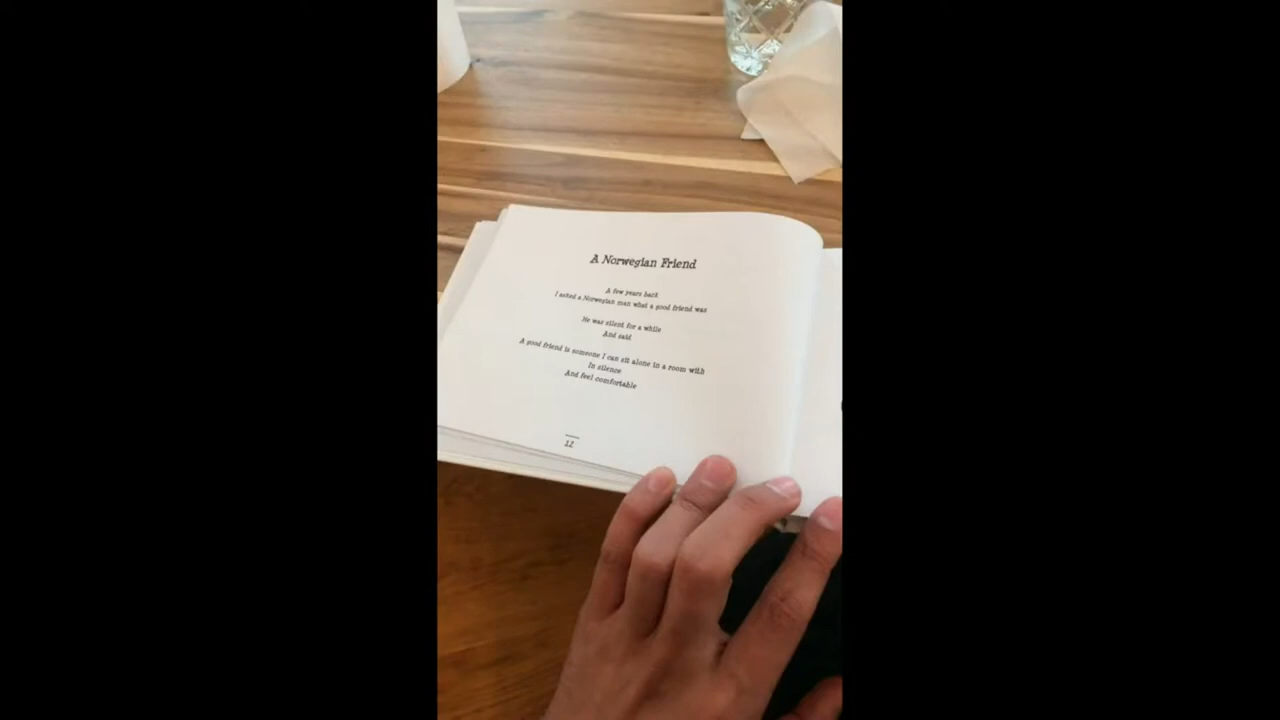 A Norwegian Friend
A few years back
I asked a Norwegian man what a good friend was
He was silent for a while
And said
A good friend is someone I can sit alone in a room with
In silence
And feel comfortable
12